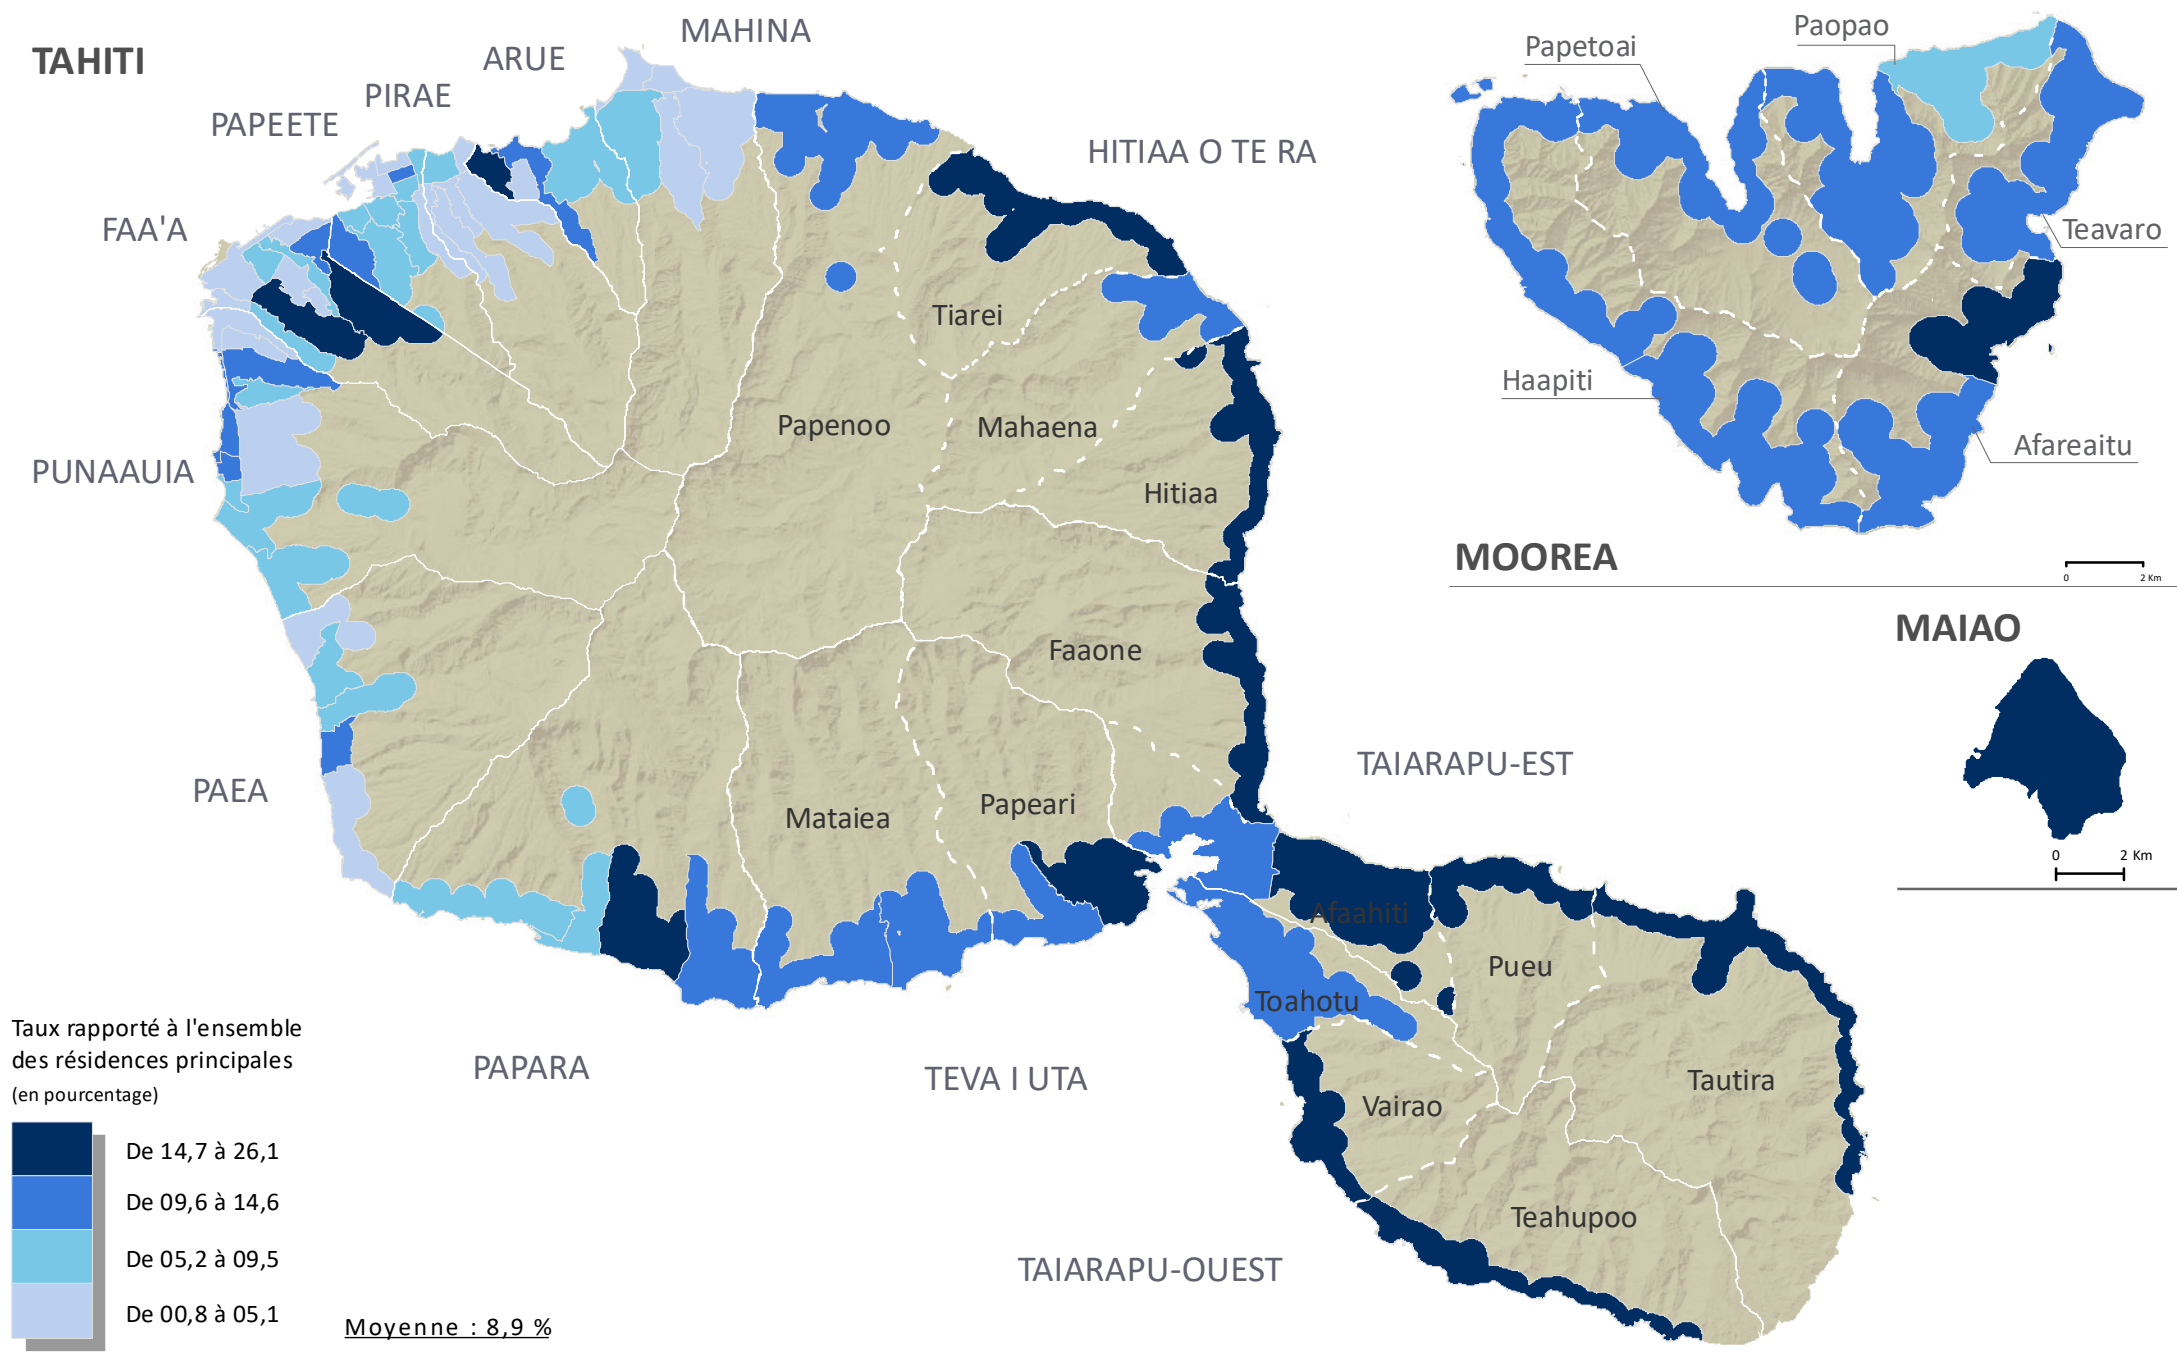 TAHITI
MAHINA
ARUE
PIRAE
PAPEETE
FAA'A
HITIAA O TE RA
Papetoai
Paopao
Teavaro
Haapiti
Afareaitu
MOOREA
0 2 Km
MAIAO
0 2 Km
Tiarei
Papenoo
Mahaena
Hitiaa
PUNAAUIA
Faaone
TAIARAPU-EST
PAEA
Mataiea
Papeari
Afaahiti
Pueu
Toahotu
Tautira
Vairao
Teahupoo
PAPARA
TEVA I UTA
TAIARAPU-OUEST
Taux rapporté à l'ensemble
des résidences principales
(en pourcentage)
De 14,7 à 26,1
De 09,6 à 14,6
De 05,2 à 09,5
De 00,8 à 05,1
Moyenne : 8,9 %